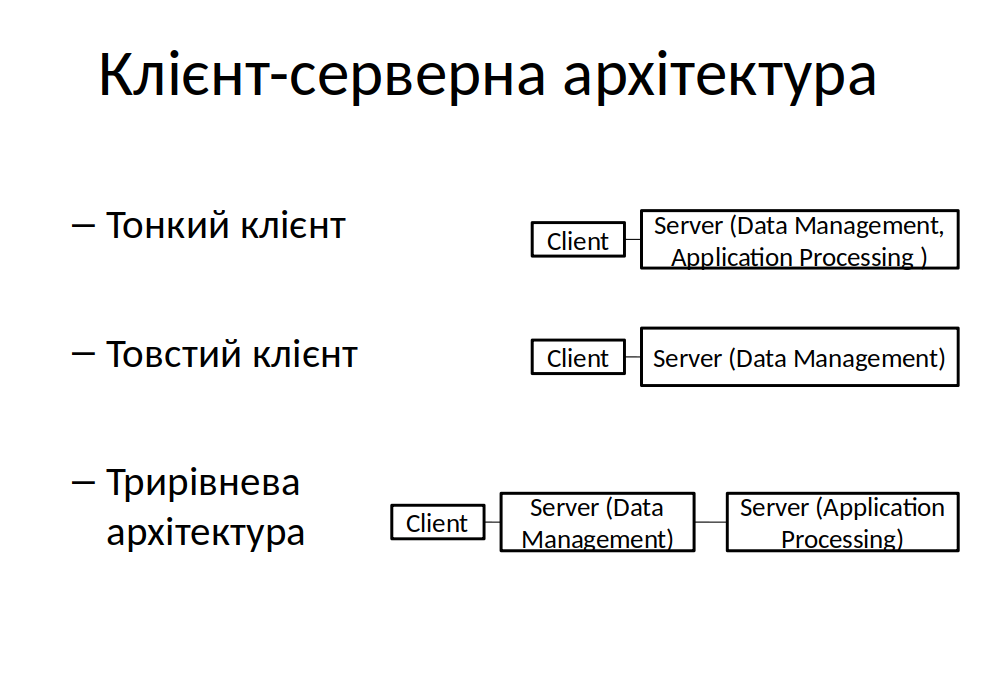 Клієнт-серверна архітектура
– Тонкий клієнт
Client
Server (Data Management,
Application Processing )
– Товстий клієнт
Client
Server (Data Management)
– Трирівнева
архітектура
Client
Server (Data
Management)
Server (Application
Processing)